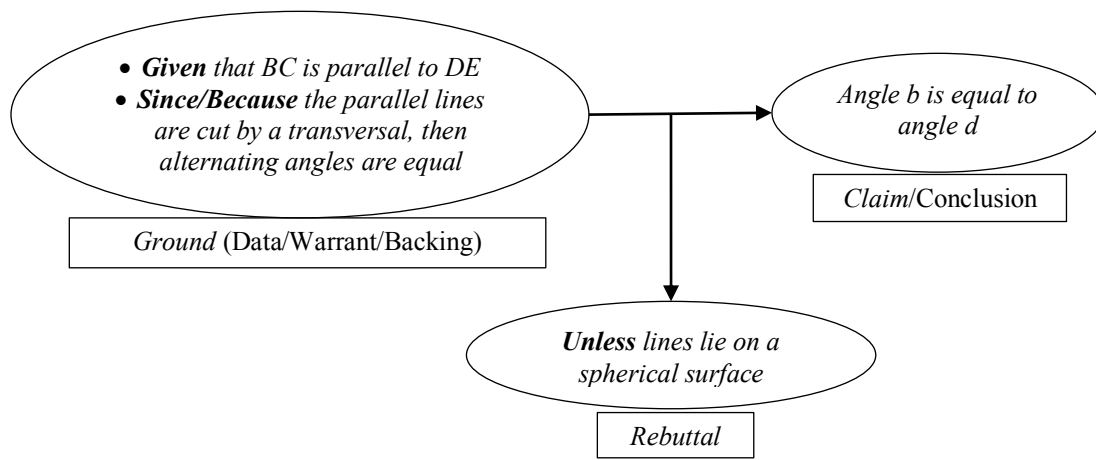 • Given that BC is parallel to DE
• Since/Because the parallel lines
are cut by a transversal, then
alternating angles are equal
Ground (Data/Warrant/Backing)
Angle b is equal to
angle d
Claim/Conclusion
Unless lines lie on a
spherical surface
Rebuttal